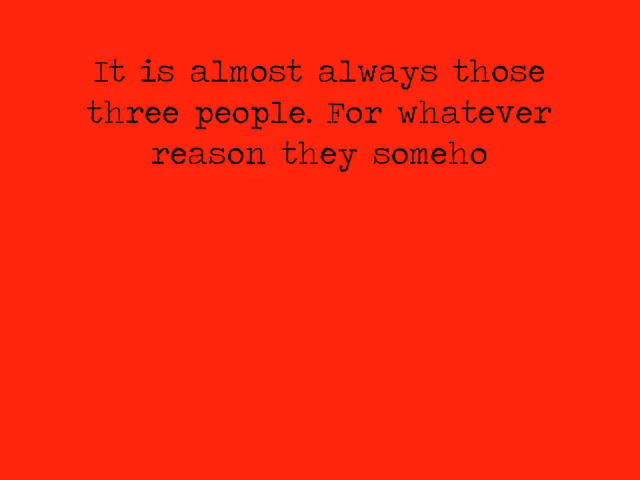 It is almost always those
three people. For whatever
reason they someho